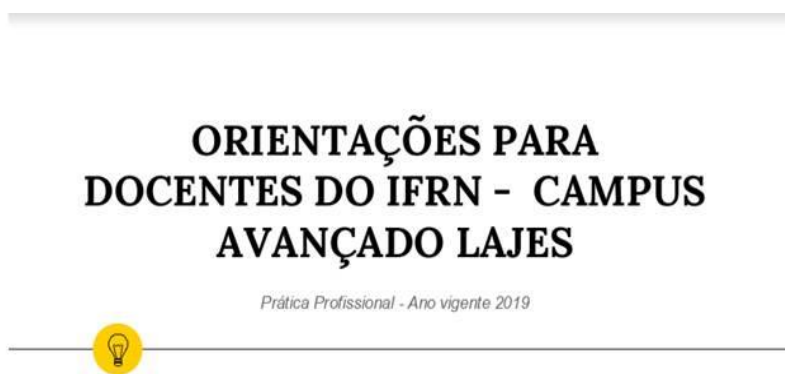 ORIENTAÇÕES PARA
DOCENTES DO IFRN - CAMPUS
AVANÇADO LAJES
Prática Profissional - Ano vigente 2019